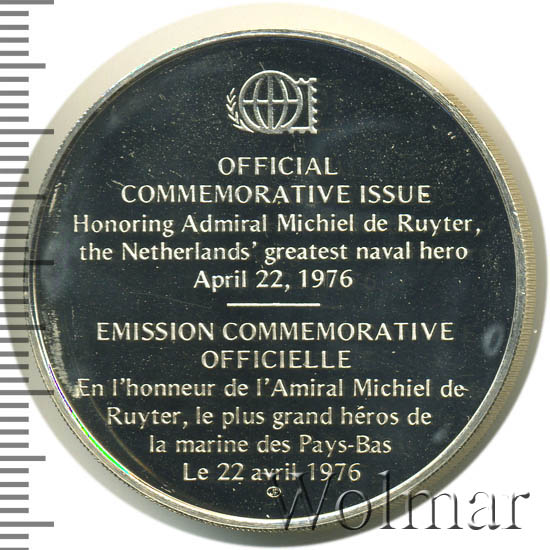 OFFICIAL
COMMEMORATIVE ISSUE
Honoring Admiral Michiel de Ruyter,
the Netherlands' greatest naval hero
April 22, 1976
EMISSION COMMEMORATIVE
OFFICIELLE
En l'honneur de l'Amiral Michiel de
Ruyter, le plus grand héros de
la marine des Pays-Bas
Le 22 avril 1976
Wolmar